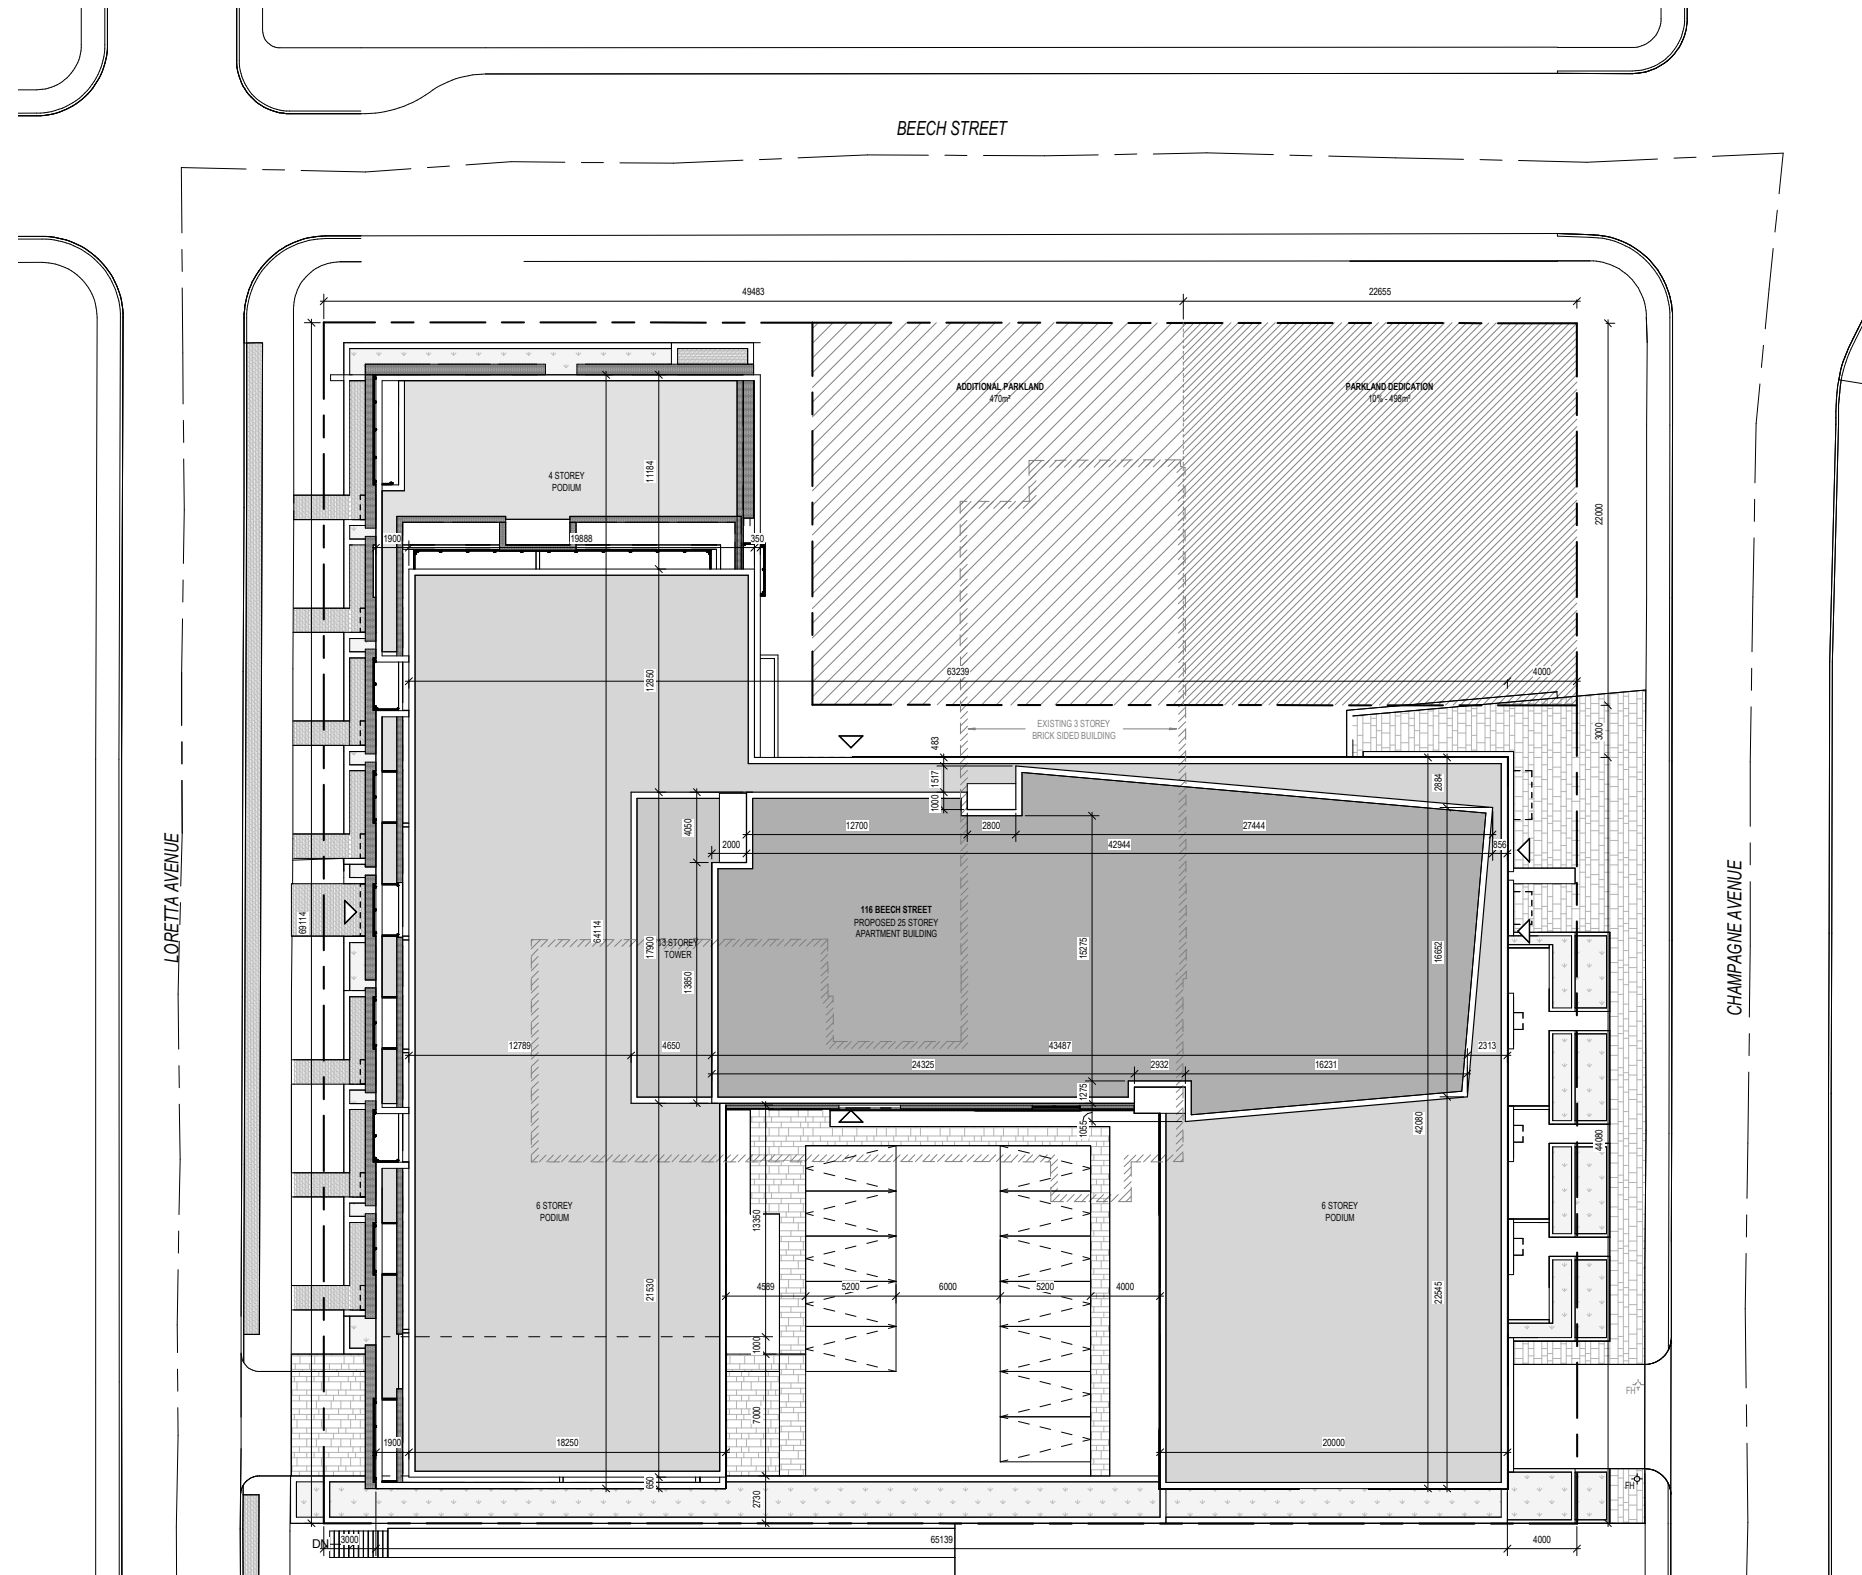 BEECH STREET
49483
22655
ADDITIONAL PARKLAND
470m²
PARKLAND DEDICATION
10% - 498m²
4 STOREY
PODIUM
11184
22000
1900
19888
350
12850
63239
4000
EXISTING 3 STOREY
BRICK SIDED BUILDING
3000
483
1517
1000
2884
4050
12700
2800
27444
2000
42944
856
LORETTA AVENUE
CHAMPAGNE AVENUE
116 BEECH STREET
PROPOSED 25 STOREY
APARTMENT BUILDING
69114
64114
17900
13 STOREY
TOWER
13850
15275
16652
12789
4650
43487
2313
24325
2932
16231
1275
1055
42080
44080
6 STOREY
PODIUM
6 STOREY
PODIUM
13350
21530
4589
5200
6000
5200
4000
22545
1000
7000
FH
1900
18250
20000
650
2730
FH
DN
3000
65139
4000